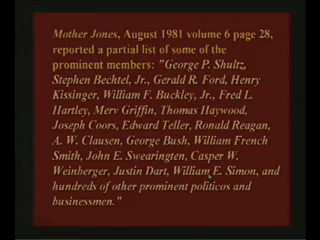 Mother Jones, August 1981 volume 6 page 28,
reported a partial list of some of the
prominent members: "George P. Shultz,
Stephen Bechtel, Jr., Gerald R. Ford, Henry
Kissinger, William F. Buckley, Jr., Fred L.
Hartley, Merv Griffin, Thomas Haywood,
Joseph Coors, Edward Teller, Ronald Reagan,
A. W. Clausen, George Bush, William French
Smith, John E. Swearingten, Casper W.
Weinberger, Justin Dart, William E. Simon, and
hundreds of other prominent politicos and
businessmen."